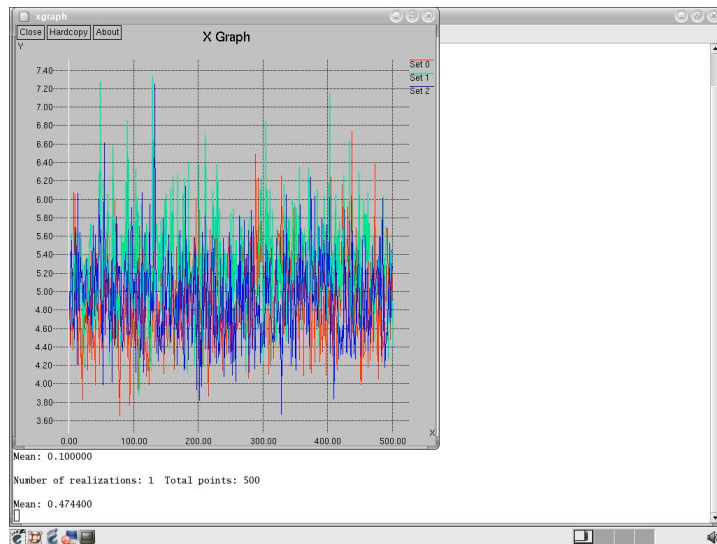 xgraph
Close Hardcopy About
X Graph
Y
Set 0
Set 1
Set 2
7.40
7.20
7.00
6.80
6.60
6.40
6.20
6.00
5.80
5.60
5.40
5.20
5.00
4.80
4.60
4.40
4.20
4.00
3.80
3.60
X
0.00 100.00 200.00 300.00 400.00 500.00
Mean: 0.100000
Number of realizations: 1 Total points: 500
Mean: 0.474400